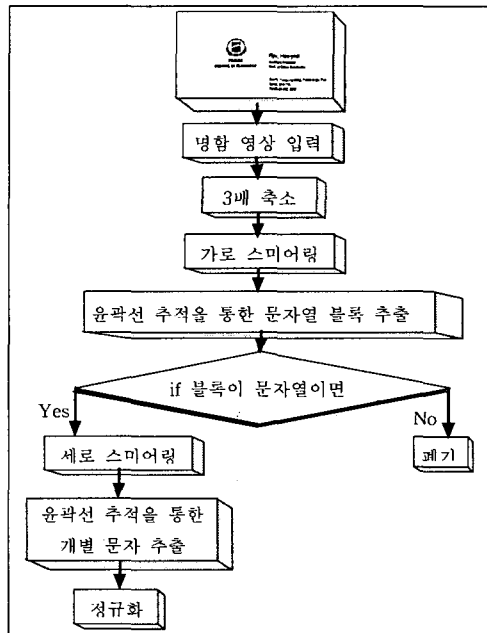 명함 영상 입력
3배 축소
가로 스미어링
윤곽선 추적을 통한 문자열 블록 추출
if 블록이 문자열이면
Yes
No
세로 스미어링
폐기
윤곽선 추적을 통한
개별 문자 추출
정규화